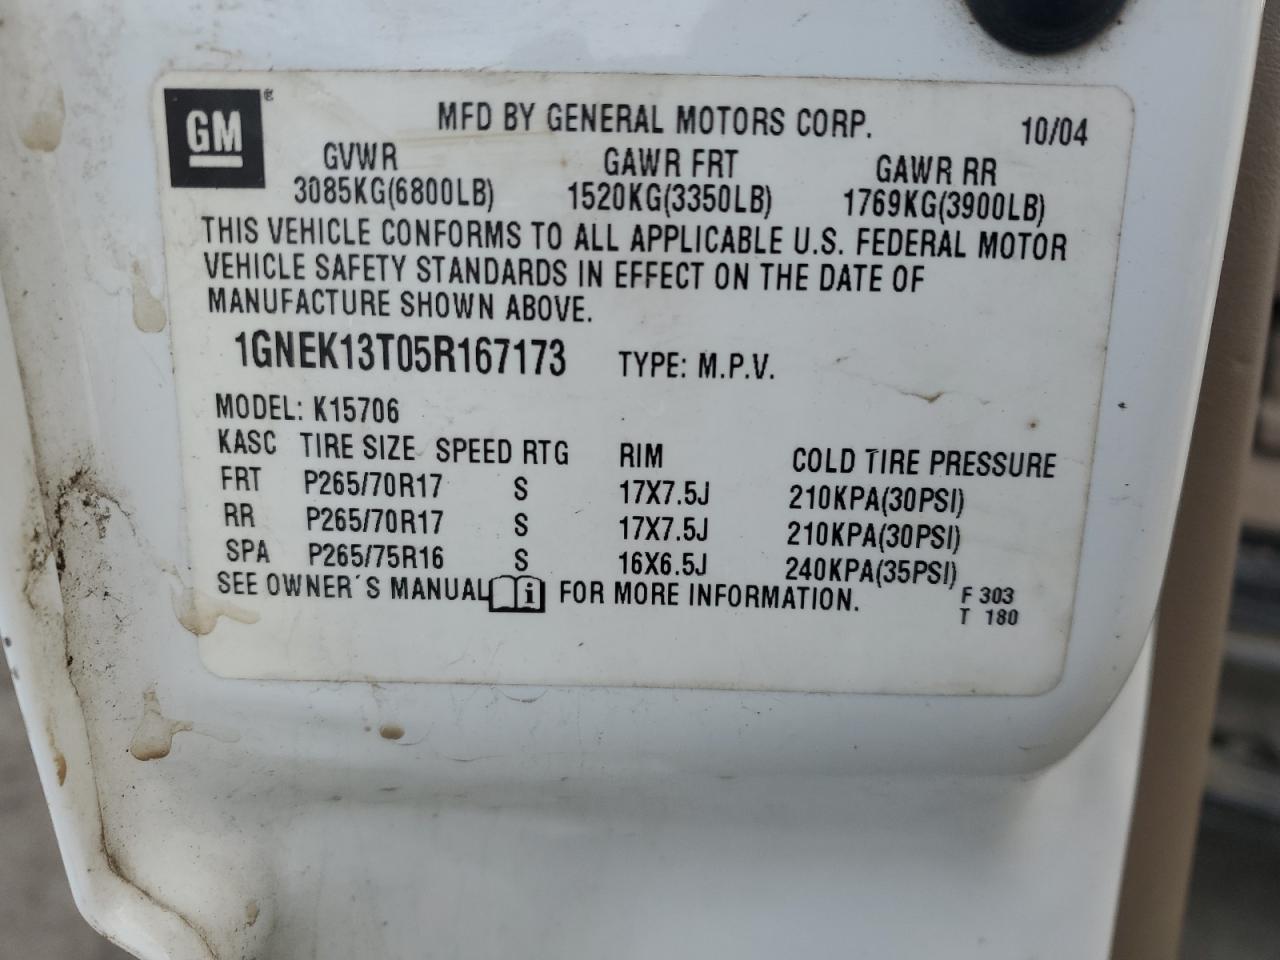 GM®
MFD BY GENERAL MOTORS CORP. 10/04
GVWR GAWR FRT GAWR RR
3085KG(6800LB) 1520KG(3350LB) 1769KG(3900LB)
THIS VEHICLE CONFORMS TO ALL APPLICABLE U.S. FEDERAL MOTOR
VEHICLE SAFETY STANDARDS IN EFFECT ON THE DATE OF
MANUFACTURE SHOWN ABOVE.
1GNEK13T05R167173 TYPE: M.P.V.
MODEL: K15706
KASC TIRE SIZE SPEED RTG RIM COLD TIRE PRESSURE
FRT P265/70R17 S 17X7.5J 210KPA(30PSI)
RR P265/70R17 S 17X7.5J 210KPA(30PSI)
SPA P265/75R16 S 16X6.5J 240KPA(35PSI)
SEE OWNER´S MANUAL i FOR MORE INFORMATION.
F 303
T 180